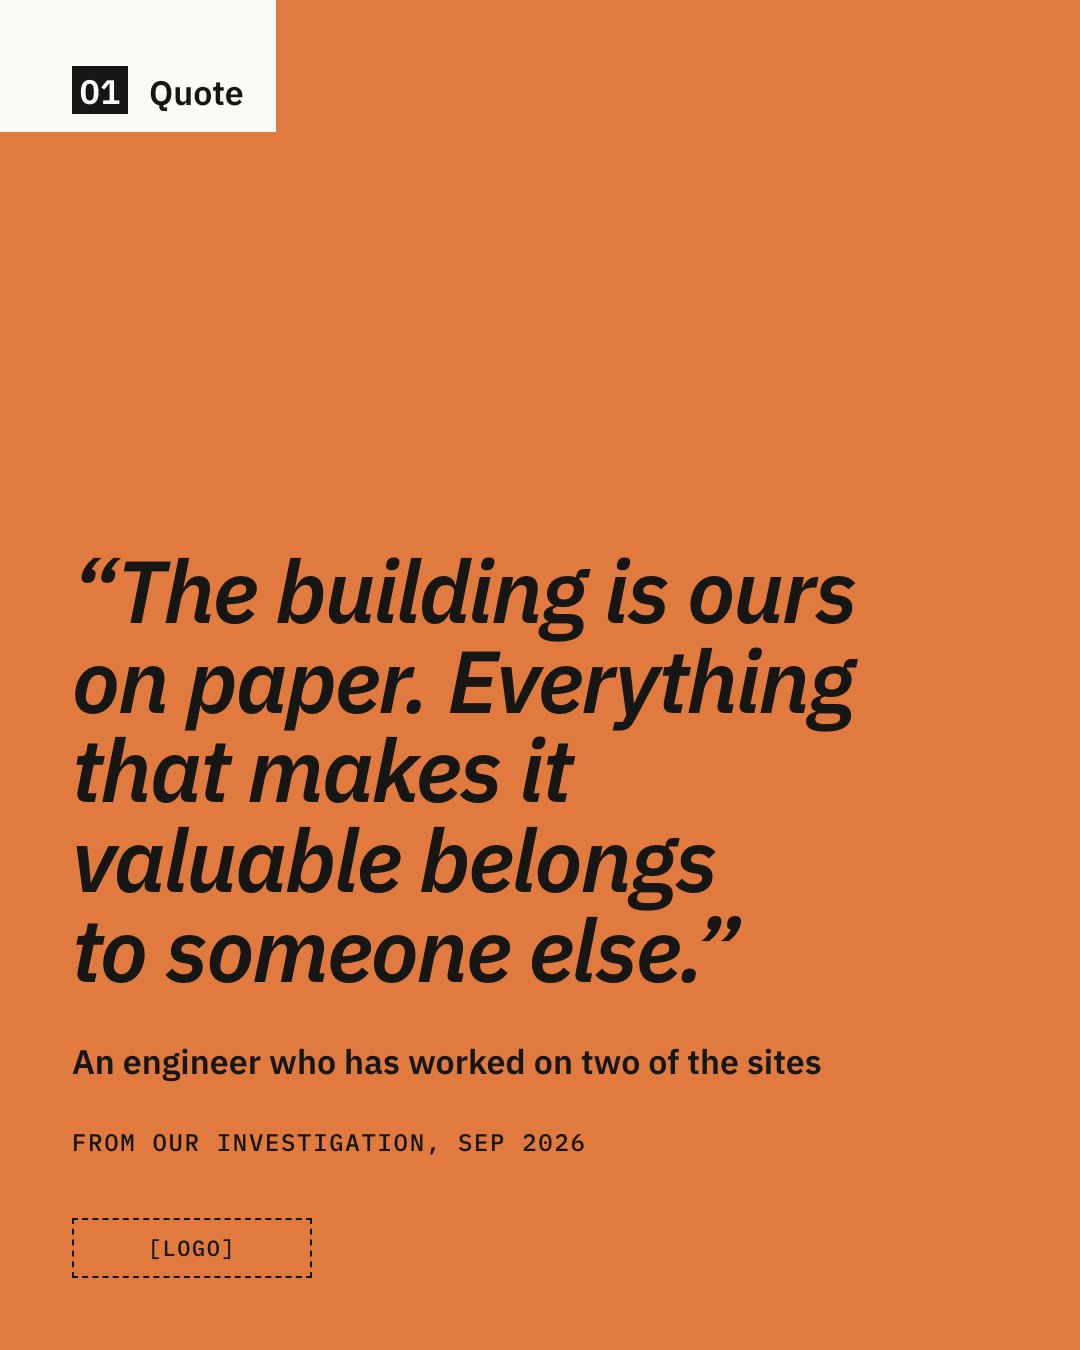 01 Quote
“The building is ours
on paper. Everything
that makes it
valuable belongs
to someone else.”
An engineer who has worked on two of the sites
FROM OUR INVESTIGATION, SEP 2026
[LOGO]